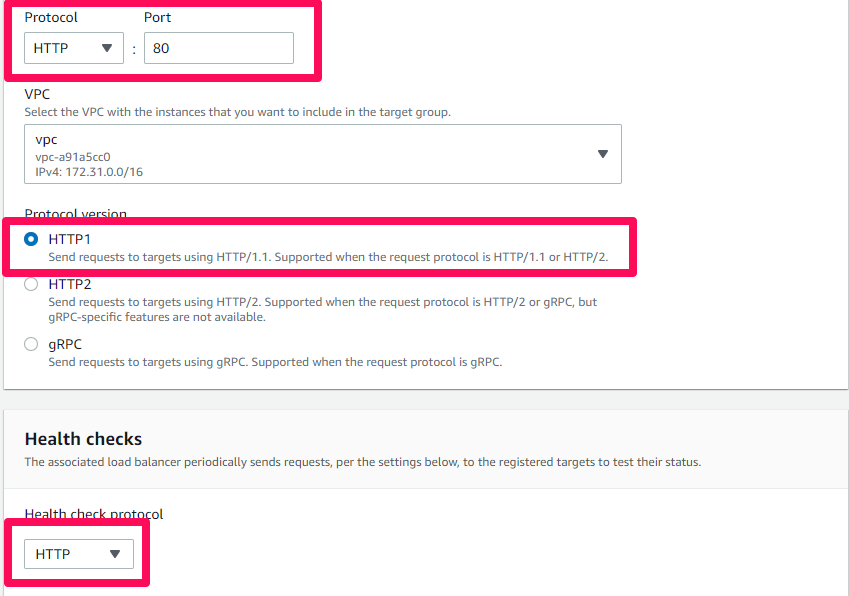 Protocol Port
HTTP : 80
VPC
Select the VPC with the instances that you want to include in the target group.
vpc
vpc-a91a5cc0
IPv4: 172.31.0.0/16
Protocol version
HTTP1
Send requests to targets using HTTP/1.1. Supported when the request protocol is HTTP/1.1 or HTTP/2.
HTTP2
Send requests to targets using HTTP/2. Supported when the request protocol is HTTP/2 or gRPC, but
gRPC-specific features are not available.
gRPC
Send requests to targets using gRPC. Supported when the request protocol is gRPC.
Health checks
The associated load balancer periodically sends requests, per the settings below, to the registered targets to test their status.
Health check protocol
HTTP